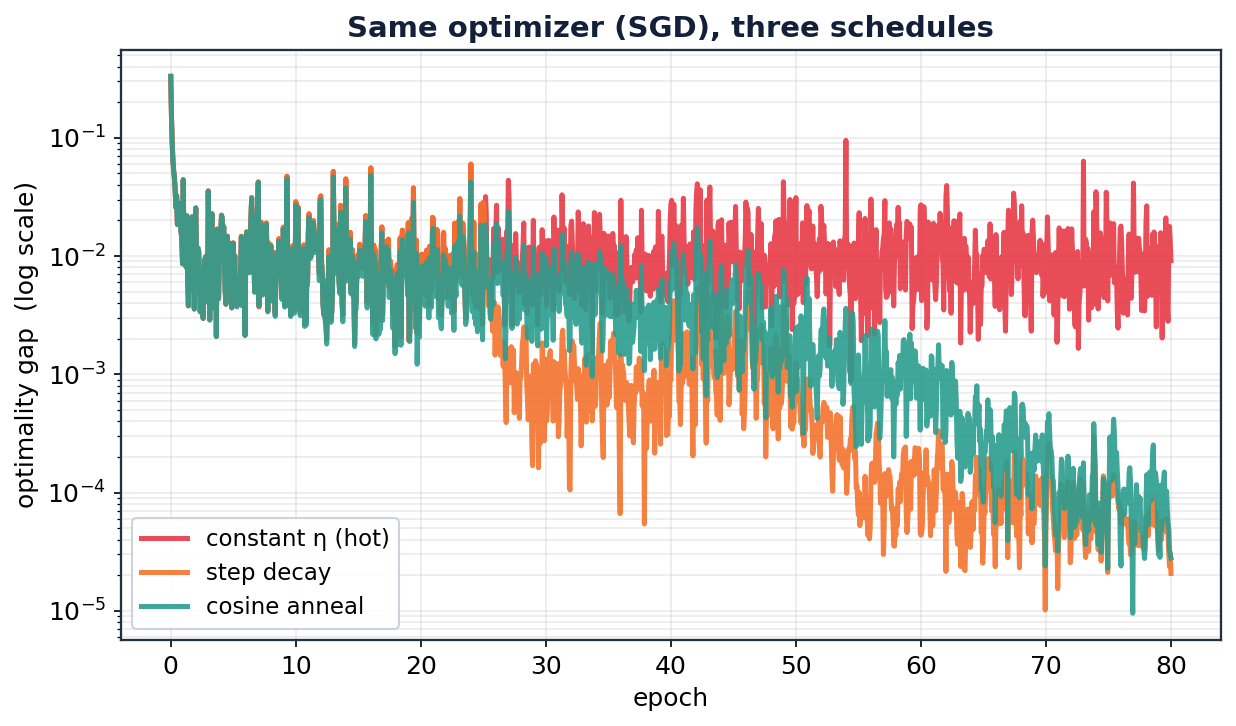 Same optimizer (SGD), three schedules
optimality gap (log scale)
10⁻¹
10⁻²
10⁻³
10⁻⁴
10⁻⁵
constant η (hot)
step decay
cosine anneal
0 10 20 30 40 50 60 70 80
epoch